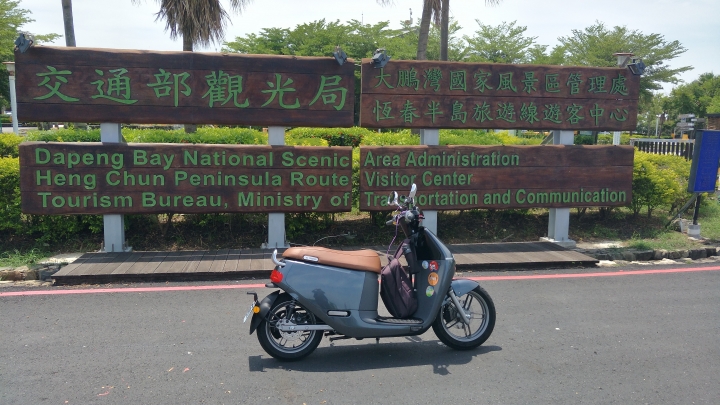 交通部觀光局
大鵬灣國家風景區管理處
恆春半島旅遊線遊客中心
Dapeng Bay National Scenic Area Administration
Heng Chun Peninsula Route Visitor Center
Tourism Bureau, Ministry of Transportation and Communication